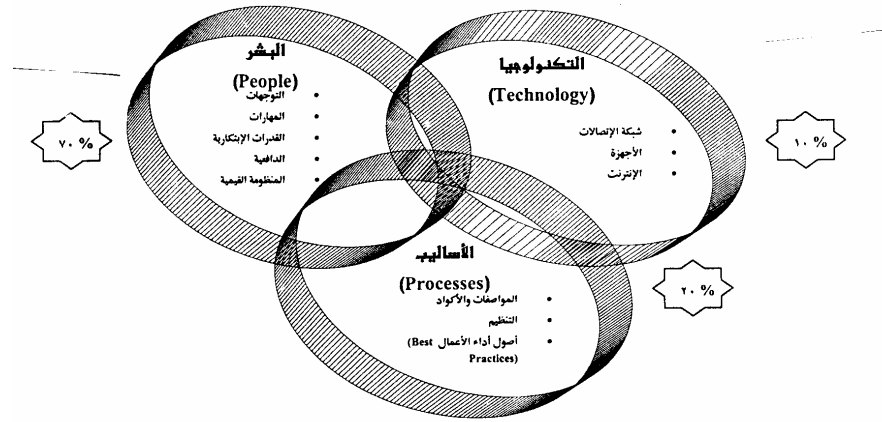 البشر
(People)
التوجهات
المهارات
القدرات الإبتكارية
الدافعية
المنظومة القيمية
٧٠ %
التكنولوجيا
(Technology)
شبكة الإتصالات
الأجهزة
الإنترنت
١٠ %
الأساليب
(Processes)
المواصفات والأكواد
التنظيم
أصول أداء الأعمال (Best
Practices)
٢٠ %